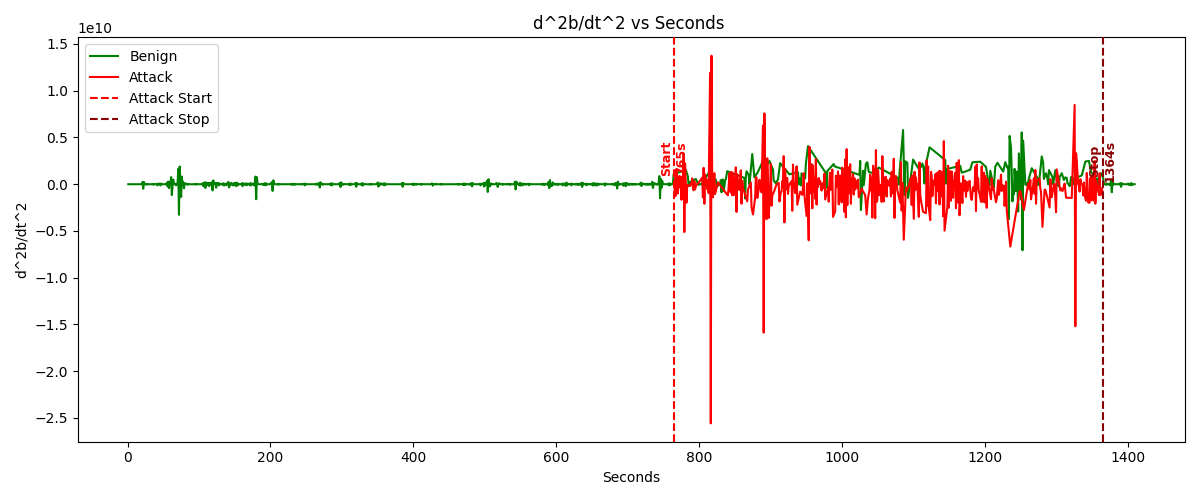 d^2b/dt^2 vs Seconds
1e10
Benign
Attack
Attack Start
Attack Stop
1.5
1.0
0.5
0.0
−0.5
−1.0
−1.5
−2.0
−2.5
d^2b/dt^2
Start
765s
Stop
1364s
0 200 400 600 800 1000 1200 1400
Seconds